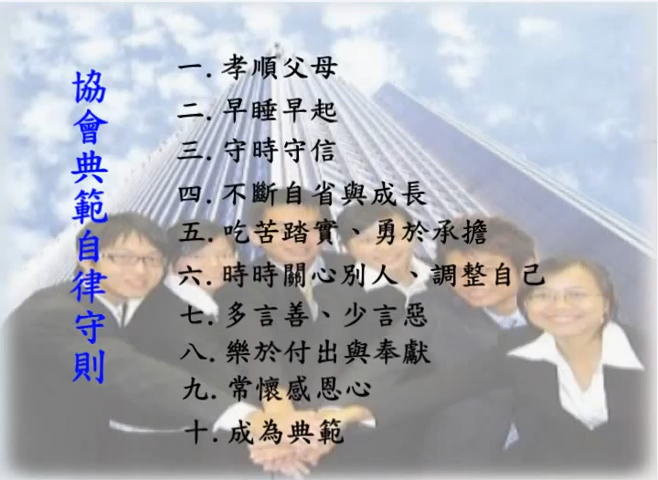 協會典範自律守則
一.孝順父母
二.早睡早起
三.守時守信
四.不斷自省與成長
五.吃苦踏實、勇於承擔
六.時時關心別人、調整自己
七.多言善、少言惡
八.樂於付出與奉獻
九.常懷感恩心
十.成為典範